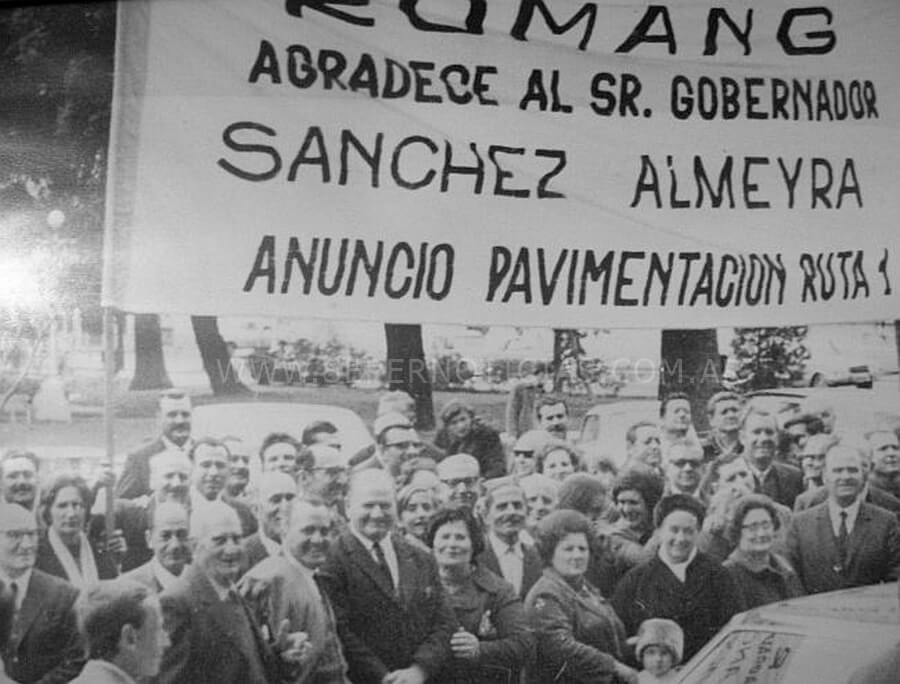 ROMANG
AGRADECE AL SR. GOBERNADOR
SANCHEZ ALMEYRA
ANUNCIO PAVIMENTACION RUTA 1